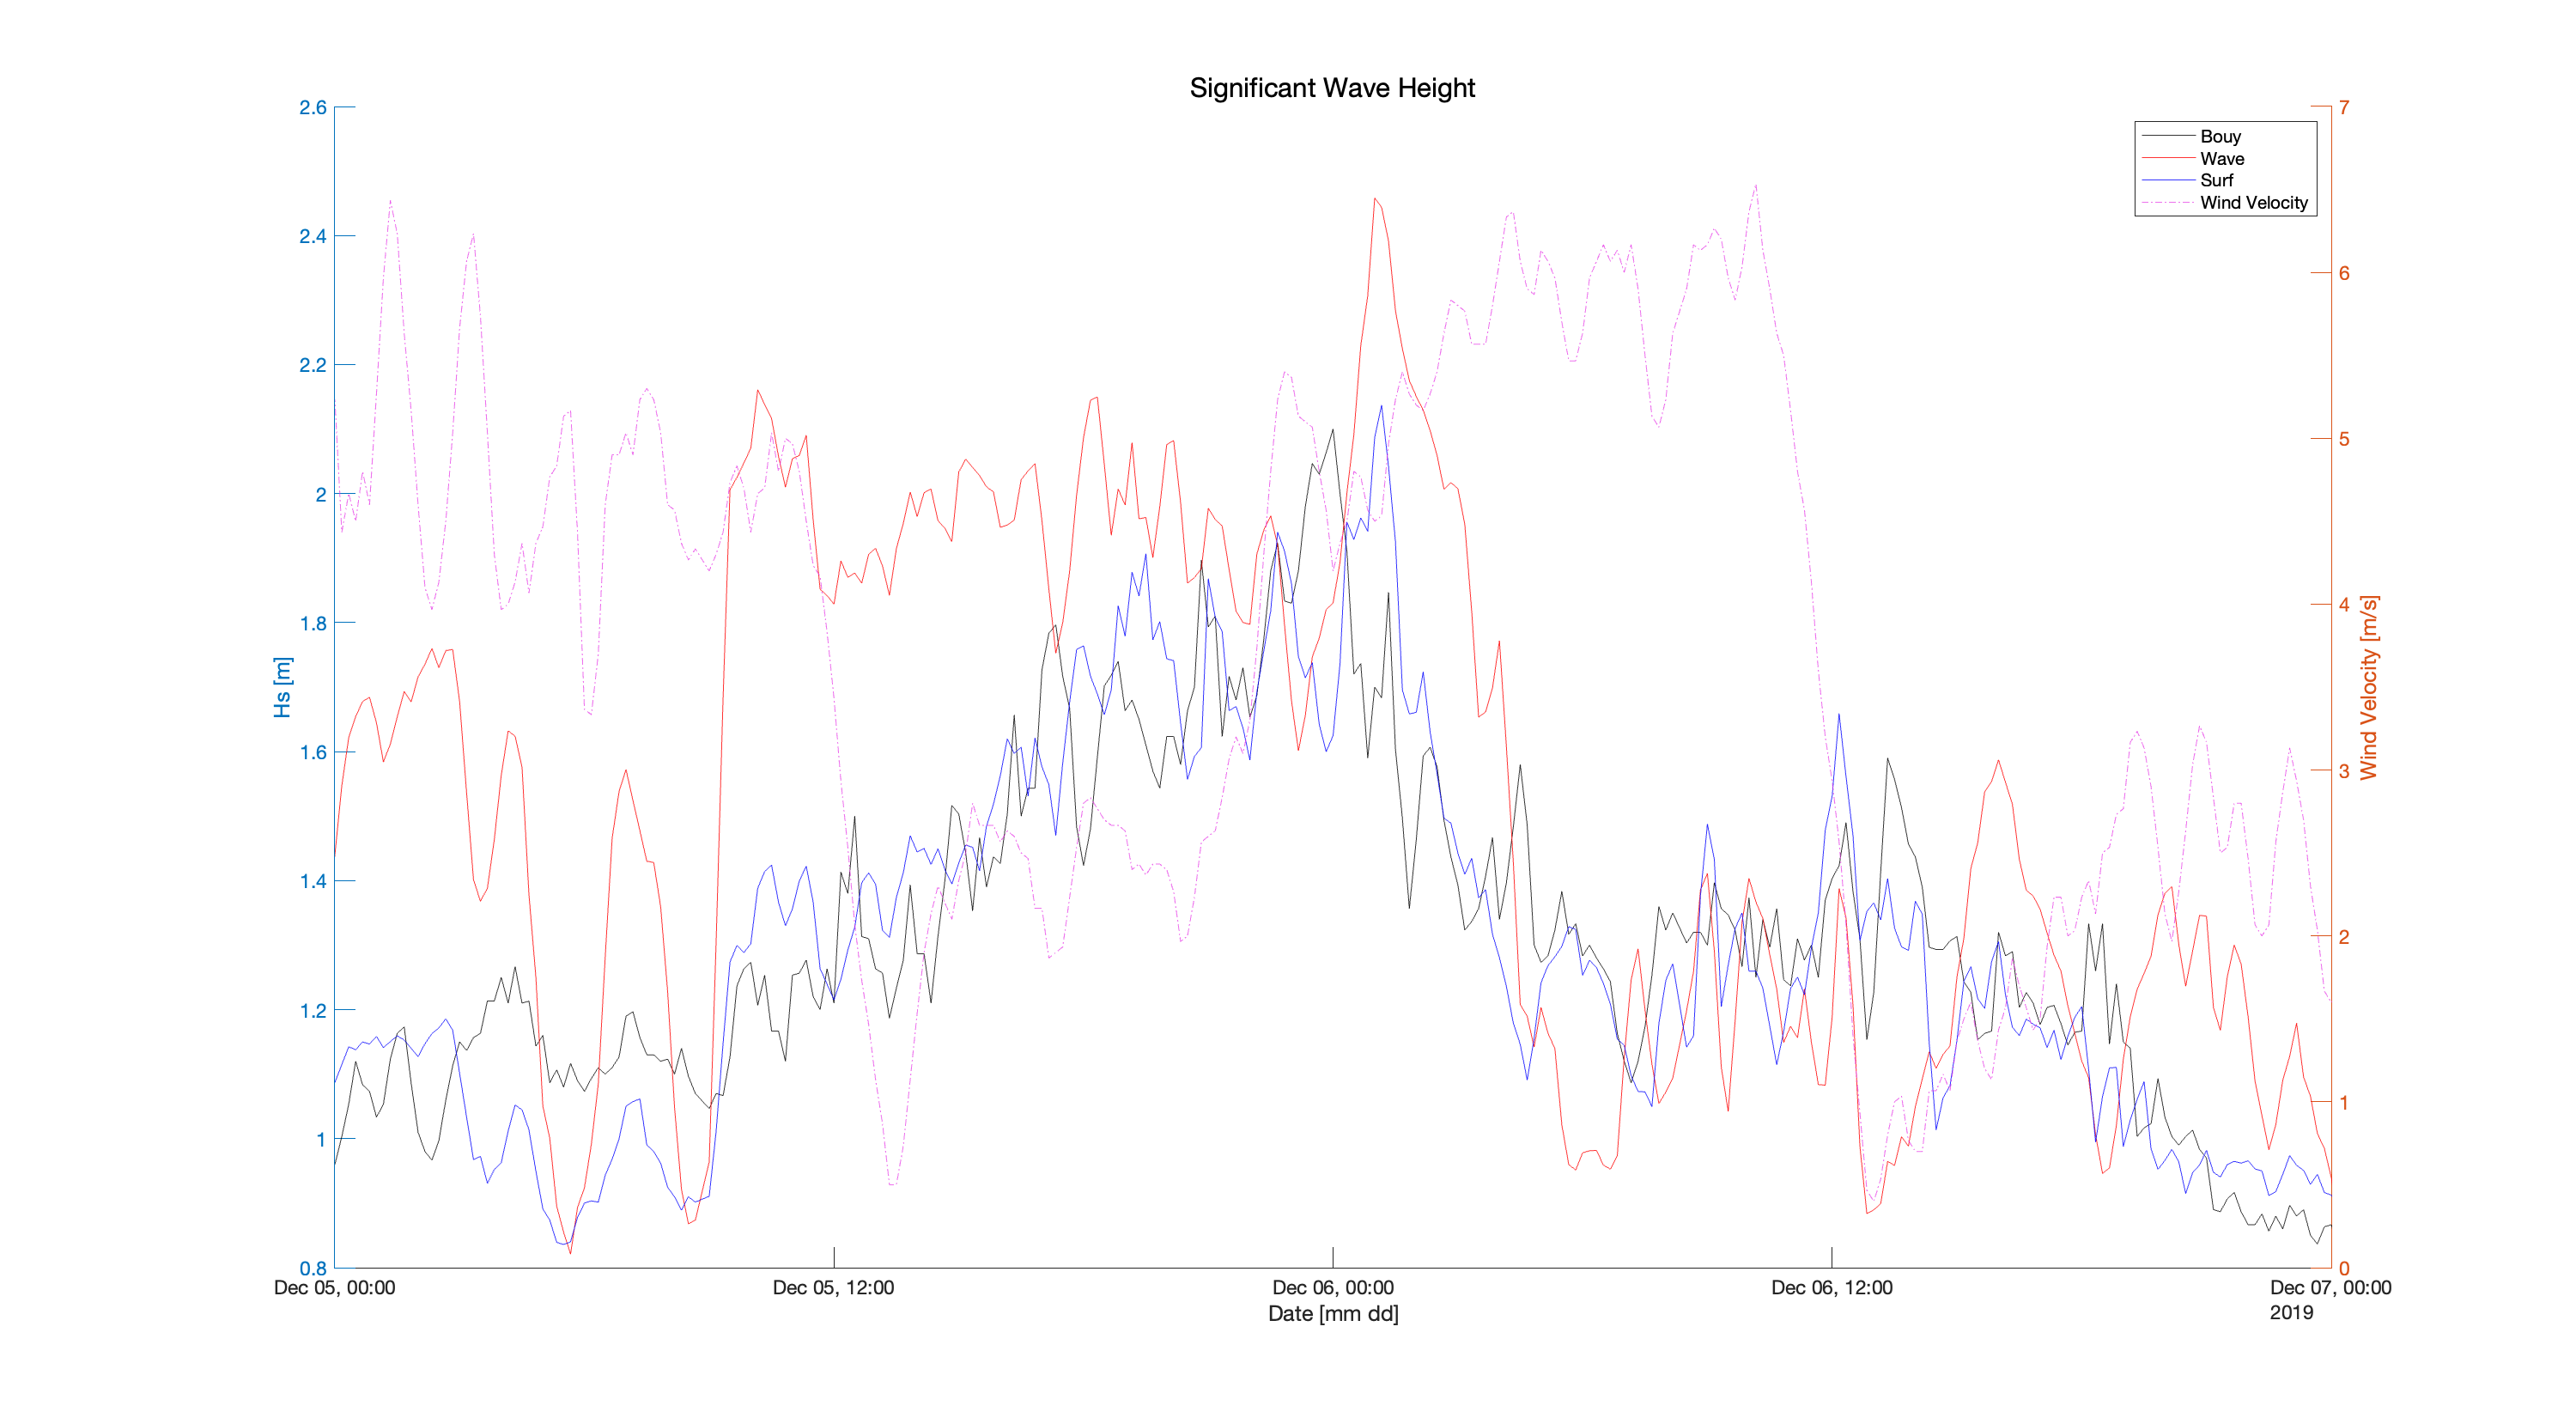 Significant Wave Height
2.6
2.4
2.2
2
1.8
1.6
1.4
1.2
1
0.8
Hs [m]
7
6
5
4
3
2
1
0
Wind Velocity [m/s]
Bouy
Wave
Surf
Wind Velocity
Dec 05, 00:00
Dec 05, 12:00
Dec 06, 00:00
Dec 06, 12:00
Dec 07, 00:00
2019
Date [mm dd]